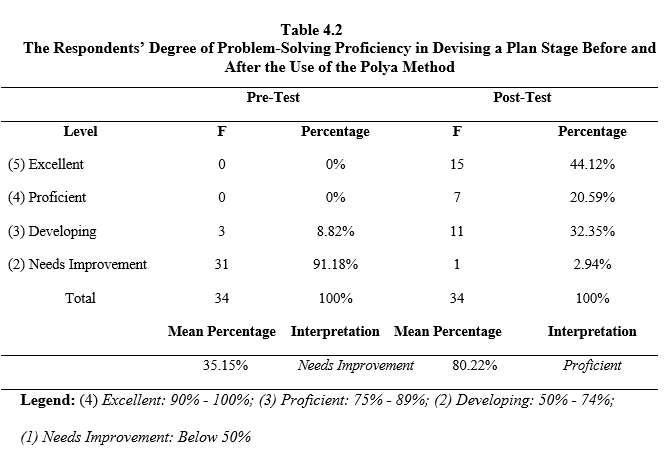 Table 4.2
The Respondents' Degree of Problem-Solving Proficiency in Devising a Plan Stage Before and
After the Use of the Polya Method
Pre-Test Post-Test
Level F Percentage F Percentage
(5) Excellent 0 0% 15 44.12%
(4) Proficient 0 0% 7 20.59%
(3) Developing 3 8.82% 11 32.35%
(2) Needs Improvement 31 91.18% 1 2.94%
Total 34 100% 34 100%
Mean Percentage Interpretation Mean Percentage Interpretation
35.15% Needs Improvement 80.22% Proficient
Legend: (4) Excellent: 90% - 100%; (3) Proficient: 75% - 89%; (2) Developing: 50% - 74%;
(1) Needs Improvement: Below 50%